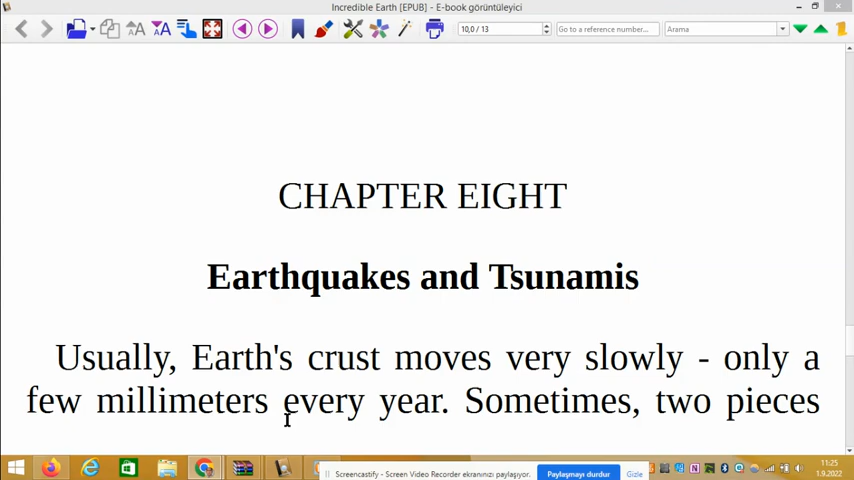 Incredible Earth [EPUB] - E-book görüntüleyici
10,0 / 13
Go to a reference number...
Arama
CHAPTER EIGHT
Earthquakes and Tsunamis
Usually, Earth's crust moves very slowly - only a
few millimeters every year. Sometimes, two pieces
Screencastify - Screen Video Recorder ekranınızı paylaşıyor.
Paylaşmayı durdur
Gizle
11:25
1.9.2022